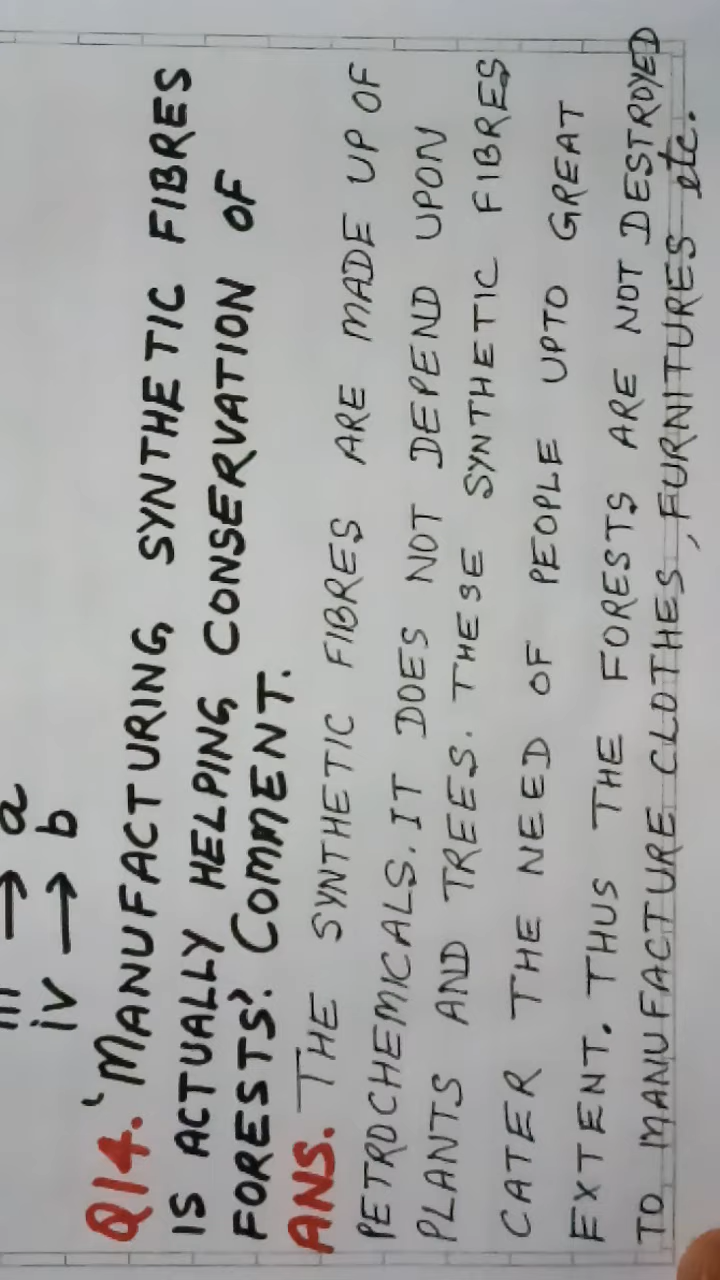 iii → a
iv → b
Q14. 'MANUFACTURING SYNTHETIC FIBRES
IS ACTUALLY HELPING CONSERVATION OF
FORESTS'. COMMENT.
ANS. THE SYNTHETIC FIBRES ARE MADE UP OF
PETROCHEMICALS. IT DOES NOT DEPEND UPON
PLANTS AND TREES. THESE SYNTHETIC FIBRES
CATER THE NEED OF PEOPLE UPTO GREAT
EXTENT. THUS THE FORESTS ARE NOT DESTROYED
TO MANUFACTURE CLOTHES, FURNITURES etc.